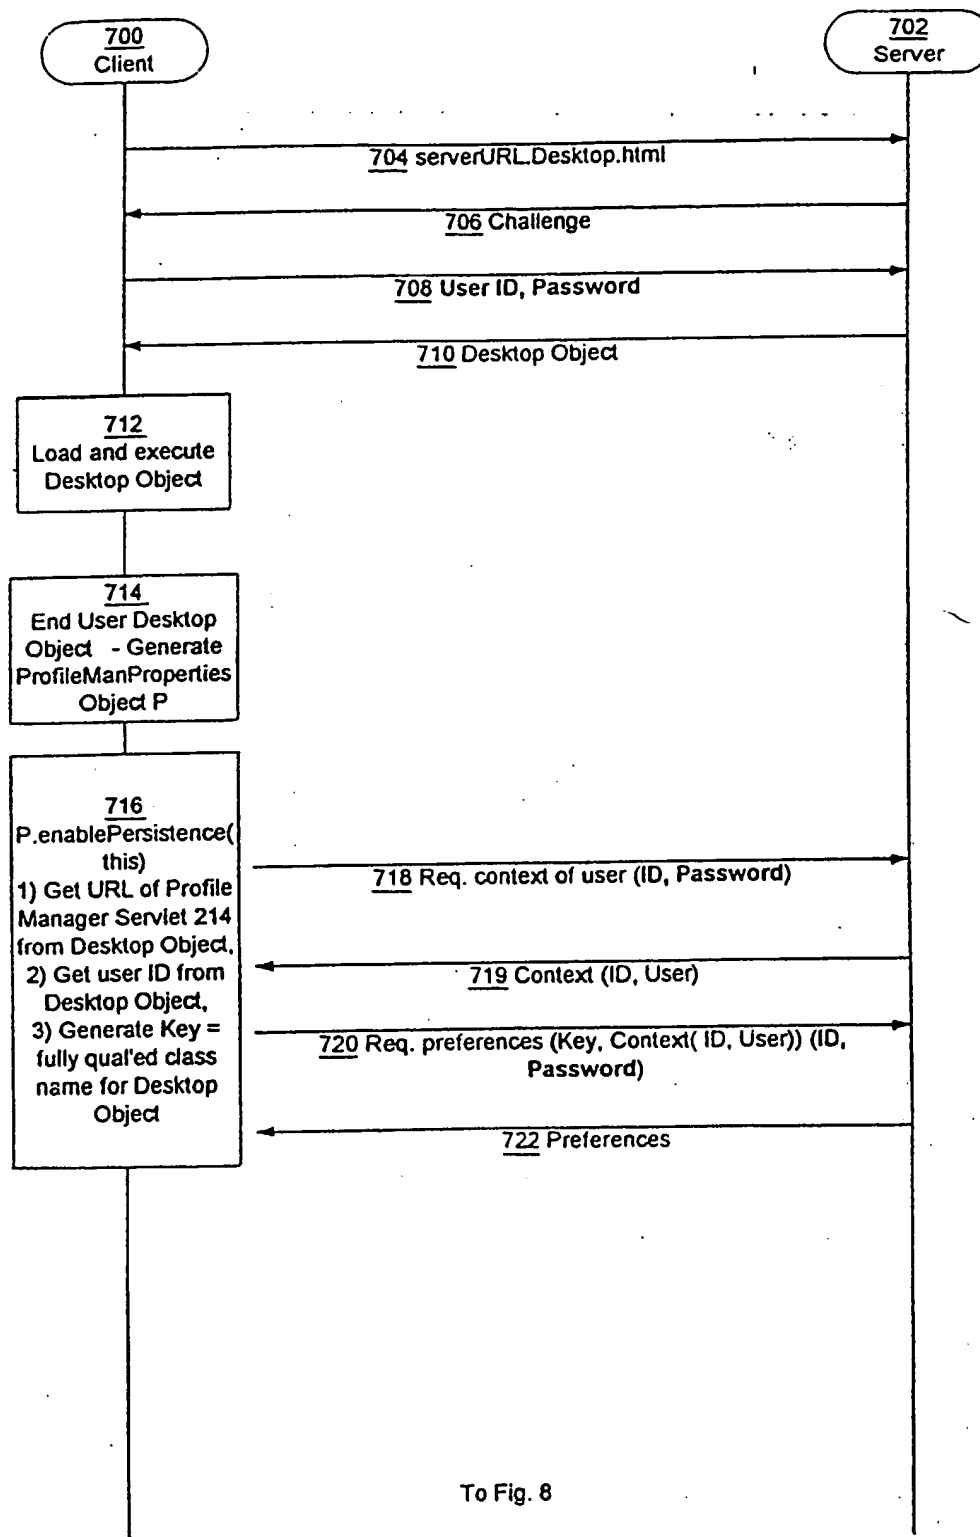 700
Client
702
Server
704 serverURL.Desktop.html
706 Challenge
708 User ID, Password
710 Desktop Object
712
Load and execute
Desktop Object
714
End User Desktop
Object - Generate
ProfileManProperties
Object P
716
P.enablePersistence(
this)
1) Get URL of Profile
Manager Servlet 214
from Desktop Object,
2) Get user ID from
Desktop Object,
3) Generate Key =
fully qual'ed class
name for Desktop
Object
718 Req. context of user (ID, Password)
719 Context (ID, User)
720 Req. preferences (Key, Context( ID, User)) (ID,
Password)
722 Preferences
To Fig. 8